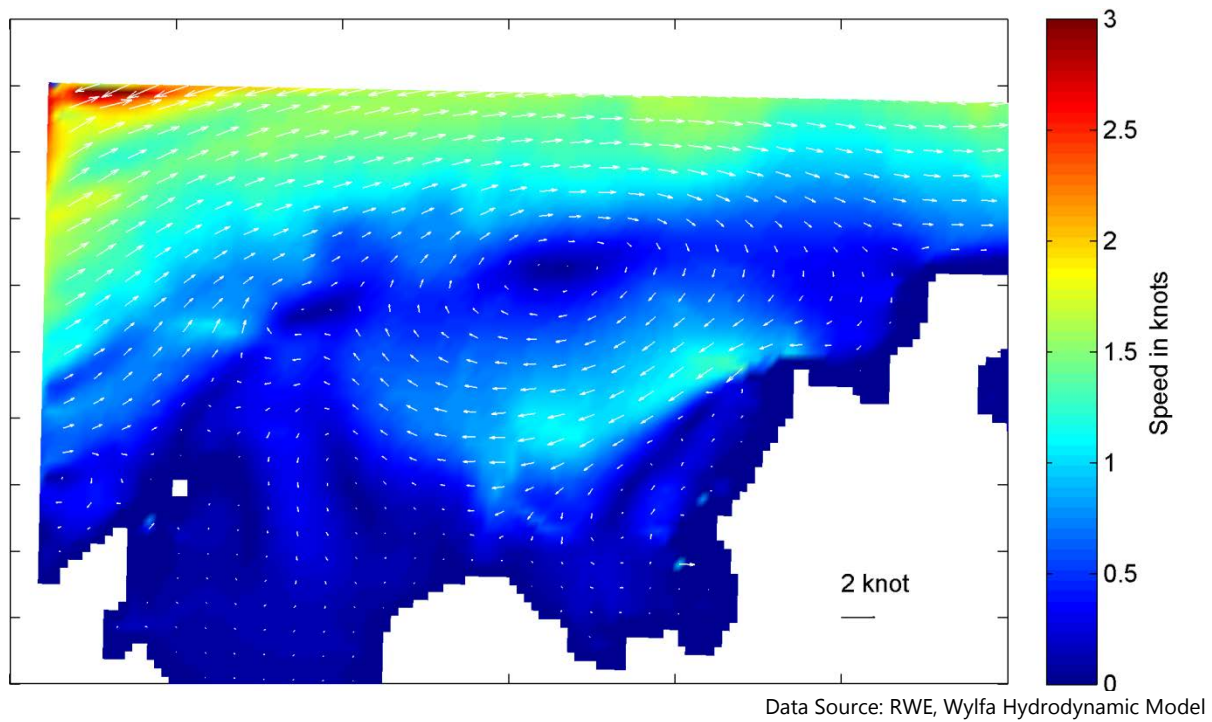 3
2.5
2
1.5
1
0.5
0
Speed in knots
2 knot
Data Source: RWE, Wylfa Hydrodynamic Model